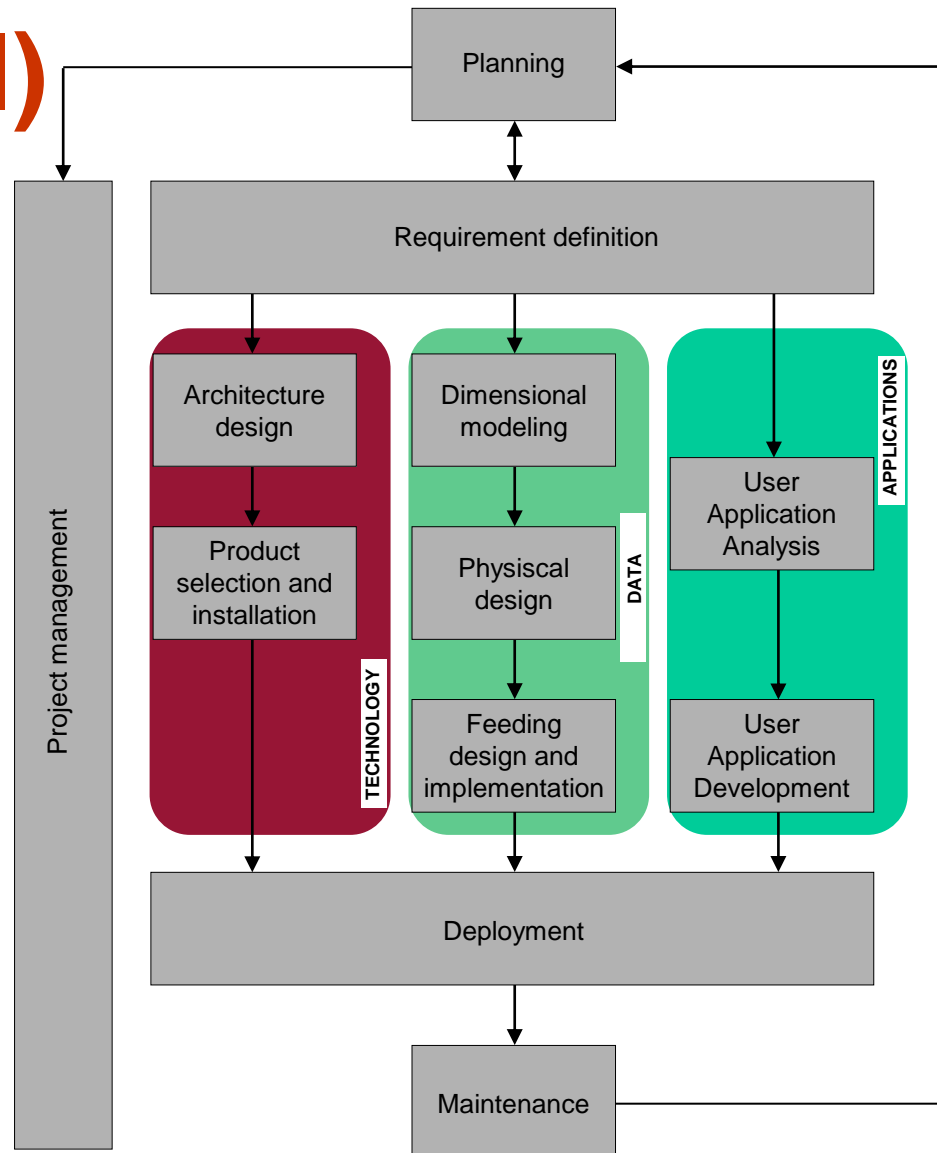 )
Planning
Requirement definition
Project management
Architecture
design
Product
selection and
installation
TECHNOLOGY
Dimensional
modeling
Physiscal
design
Feeding
design and
implementation
DATA
APPLICATIONS
User
Application
Analysis
User
Application
Development
Deployment
Maintenance